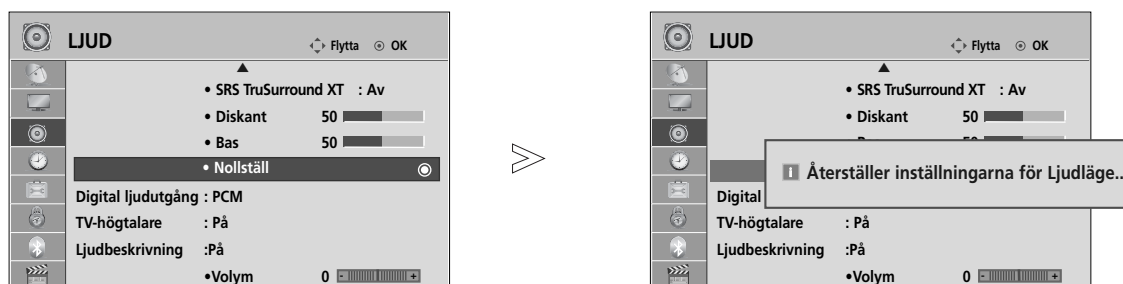 LJUD
Flytta OK
• SRS TruSurround XT : Av
• Diskant 50
• Bas 50
• Nollställ
Digital ljudutgång : PCM
TV-högtalare : På
Ljudbeskrivning :På
•Volym 0 - +
LJUD
Flytta OK
• SRS TruSurround XT : Av
• Diskant 50
i Återställer inställningarna för Ljudläge..
Digital
TV-högtalare : På
Ljudbeskrivning :På
•Volym 0 - +